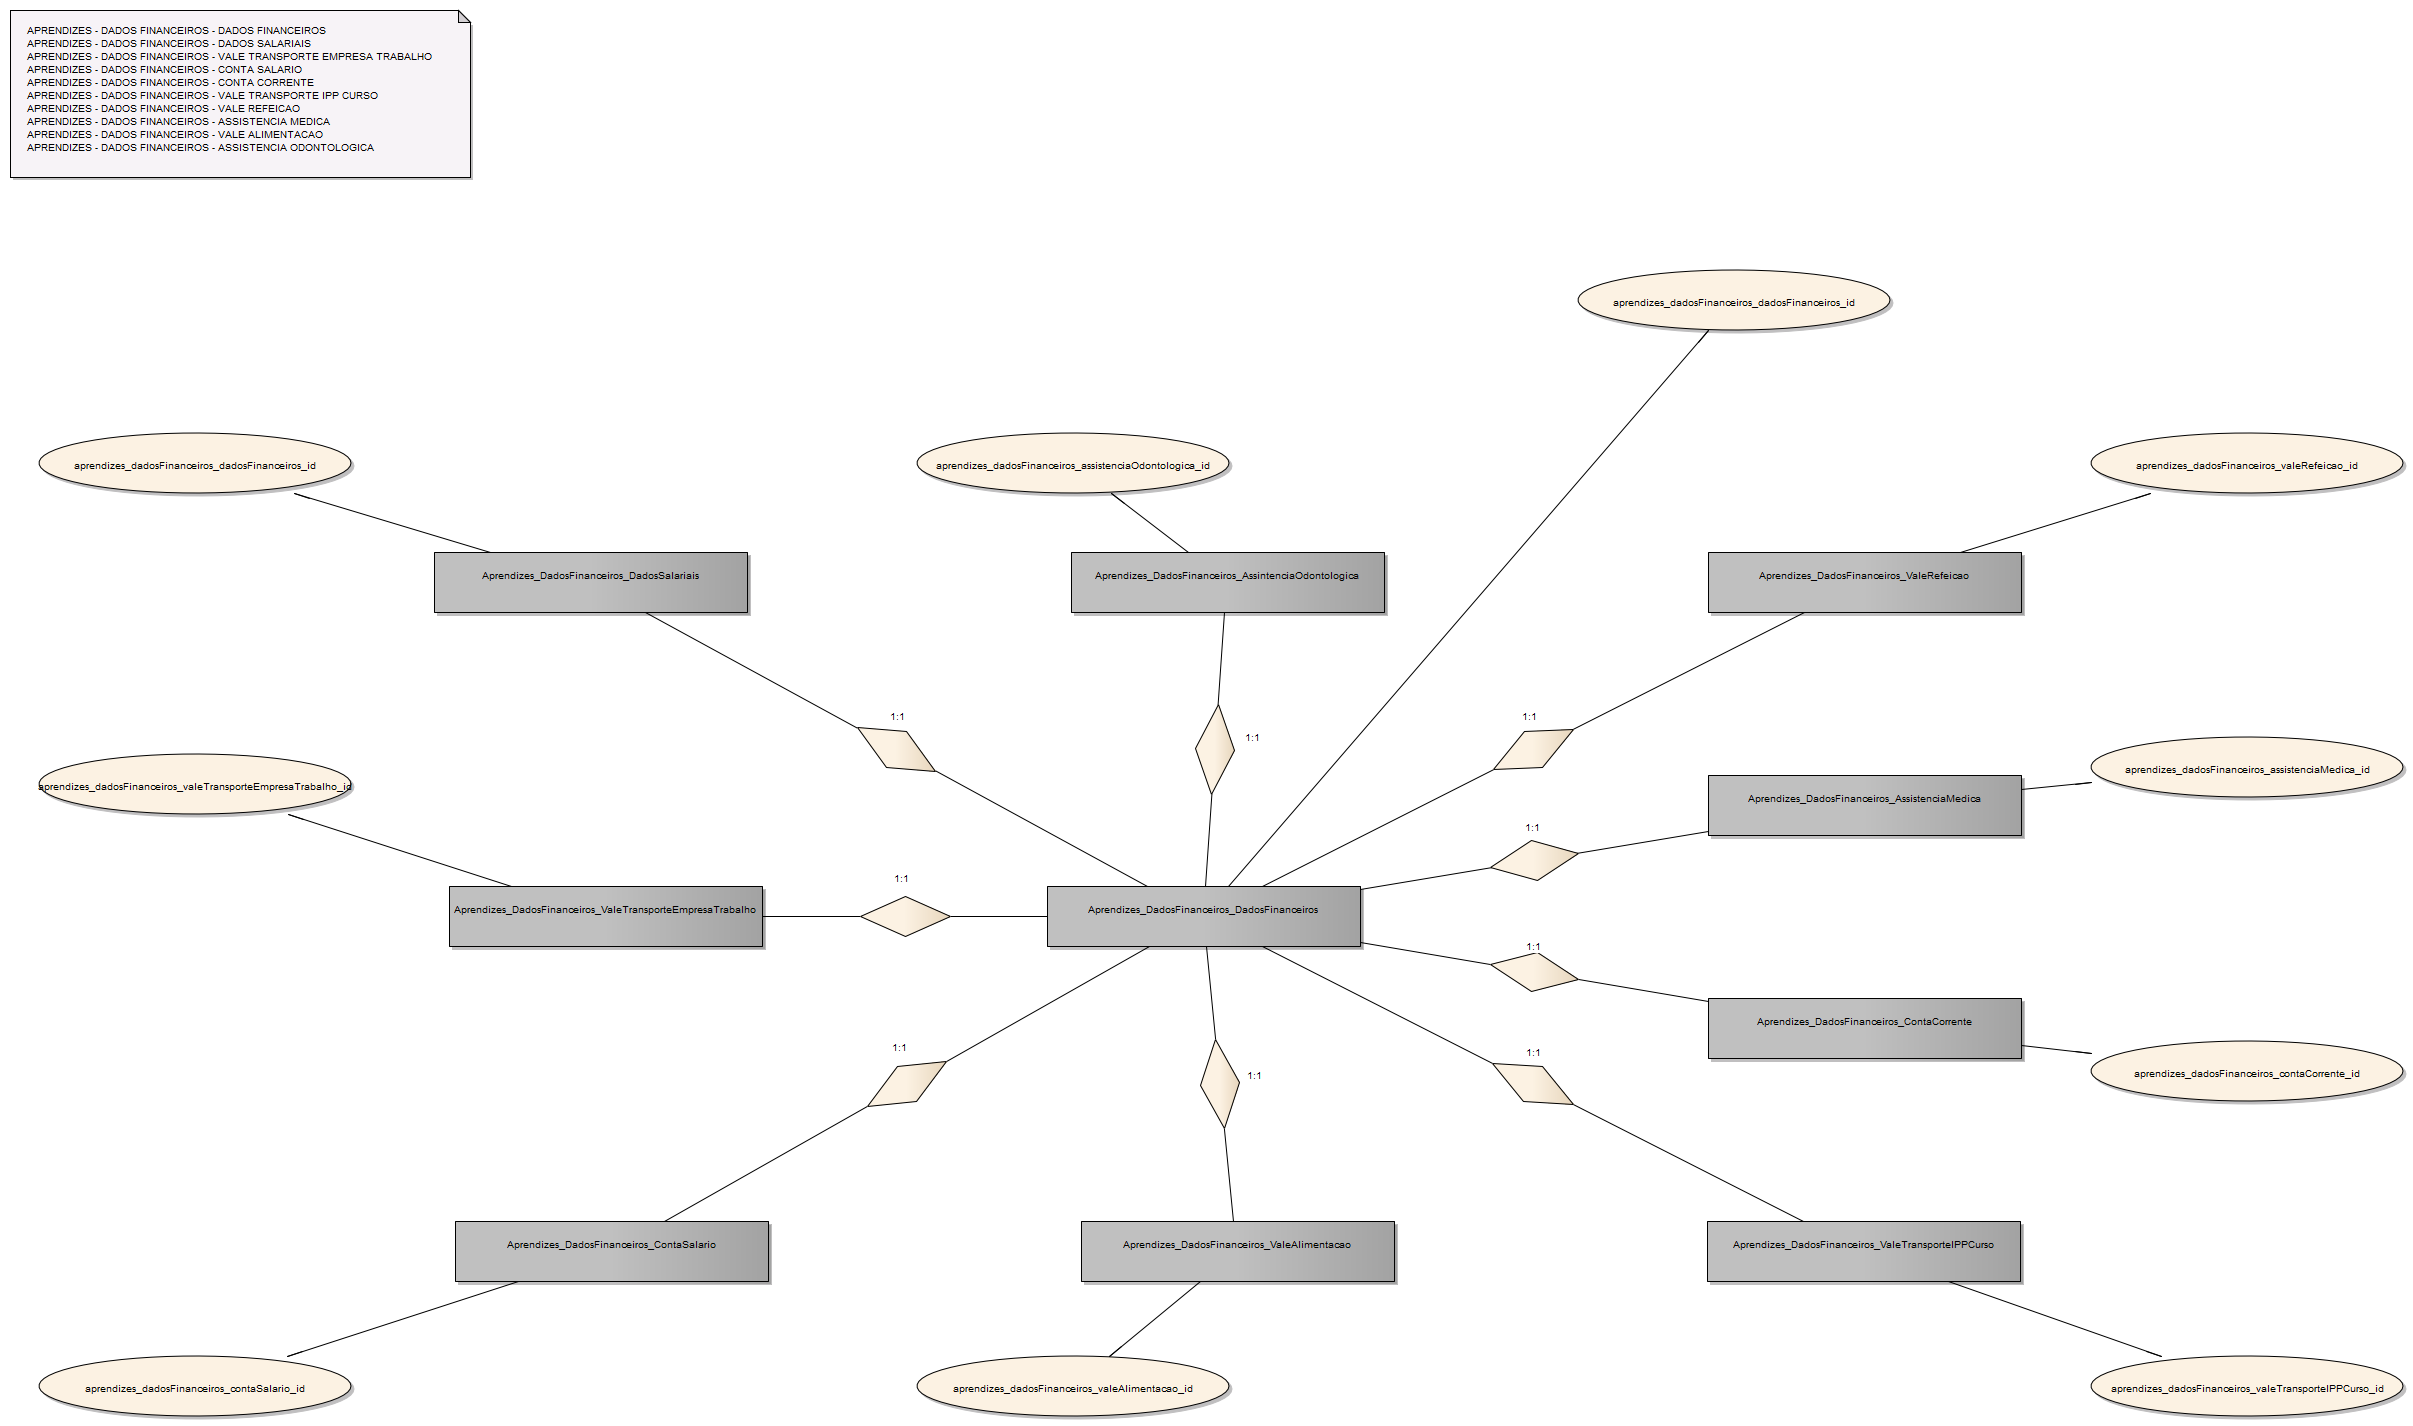 APRENDIZES - DADOS FINANCEIROS - DADOS FINANCEIROS
APRENDIZES - DADOS FINANCEIROS - DADOS SALARIAIS
APRENDIZES - DADOS FINANCEIROS - VALE TRANSPORTE EMPRESA TRABALHO
APRENDIZES - DADOS FINANCEIROS - CONTA SALARIO
APRENDIZES - DADOS FINANCEIROS - CONTA CORRENTE
APRENDIZES - DADOS FINANCEIROS - VALE TRANSPORTE IPP CURSO
APRENDIZES - DADOS FINANCEIROS - VALE REFEICAO
APRENDIZES - DADOS FINANCEIROS - ASSISTENCIA MEDICA
APRENDIZES - DADOS FINANCEIROS - VALE ALIMENTACAO
APRENDIZES - DADOS FINANCEIROS - ASSISTENCIA ODONTOLOGICA
aprendizes_dadosFinanceiros_dadosFinanceiros_id
aprendizes_dadosFinanceiros_dadosFinanceiros_id
aprendizes_dadosFinanceiros_assistenciaOdontologica_id
aprendizes_dadosFinanceiros_valeRefeicao_id
Aprendizes_DadosFinanceiros_DadosSalariais
Aprendizes_DadosFinanceiros_AssintenciaOdontologica
Aprendizes_DadosFinanceiros_ValeRefeicao
1:1
1:1
1:1
aprendizes_dadosFinanceiros_valeTransporteEmpresaTrabalho_id
aprendizes_dadosFinanceiros_assistenciaMedica_id
Aprendizes_DadosFinanceiros_AssistenciaMedica
1:1
1:1
Aprendizes_DadosFinanceiros_ValeTransporteEmpresaTrabalho
Aprendizes_DadosFinanceiros_DadosFinanceiros
1:1
Aprendizes_DadosFinanceiros_ContaCorrente
1:1
1:1
1:1
aprendizes_dadosFinanceiros_contaCorrente_id
Aprendizes_DadosFinanceiros_ContaSalario
Aprendizes_DadosFinanceiros_ValeAlimentacao
Aprendizes_DadosFinanceiros_ValeTransporteIPPCurso
aprendizes_dadosFinanceiros_contaSalario_id
aprendizes_dadosFinanceiros_valeAlimentacao_id
aprendizes_dadosFinanceiros_valeTransporteIPPCurso_id